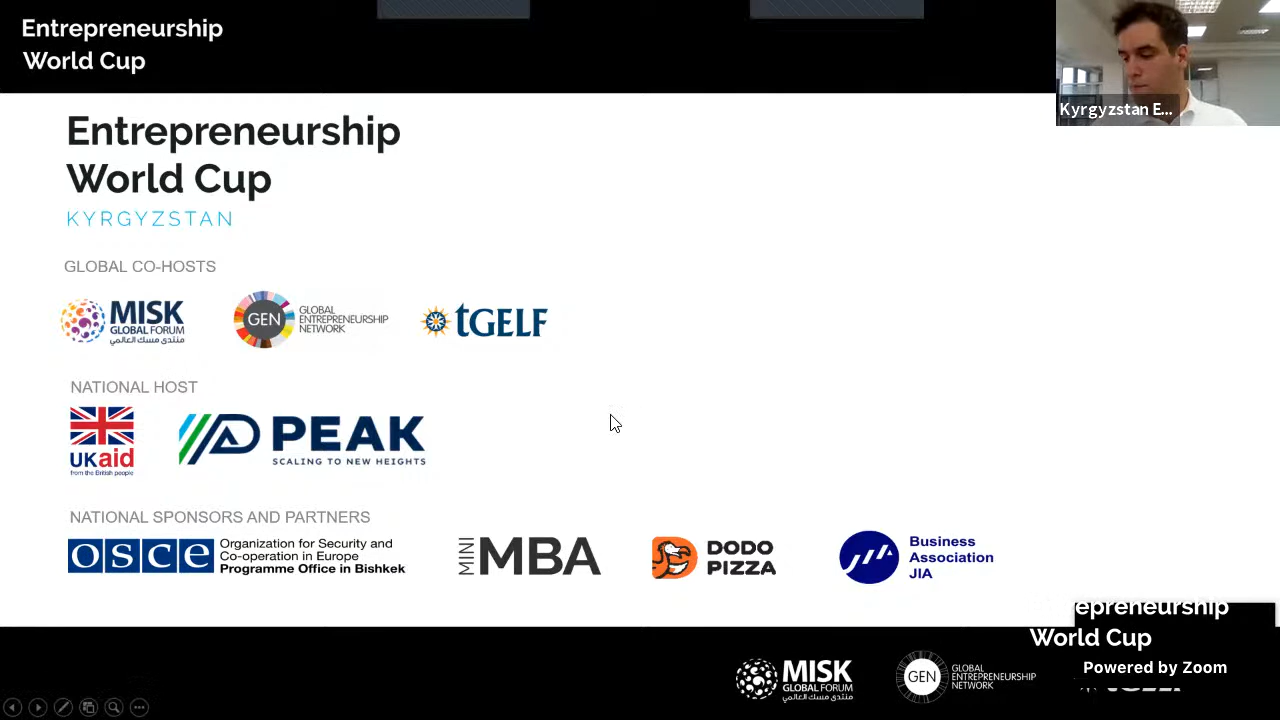 Entrepreneurship
World Cup
Kyrgyzstan E...
Entrepreneurship
World Cup
KYRGYZSTAN
GLOBAL CO-HOSTS
MISK
GLOBAL FORUM
منتدى مسك العالمي
GEN
GLOBAL
ENTREPRENEURSHIP
NETWORK
tGELF
NATIONAL HOST
UKaid
from the British people
PEAK
SCALING TO NEW HEIGHTS
NATIONAL SPONSORS AND PARTNERS
osce
Organization for Security and
Co-operation in Europe
Programme Office in Bishkek
MINI
MBA
DODO
PIZZA
Business
Association
JIA
epreneurship
World Cup
Powered by Zoom
MISK
GLOBAL FORUM
منتدى مسك العالمي
GEN
GLOBAL
ENTREPRENEURSHIP
NETWORK